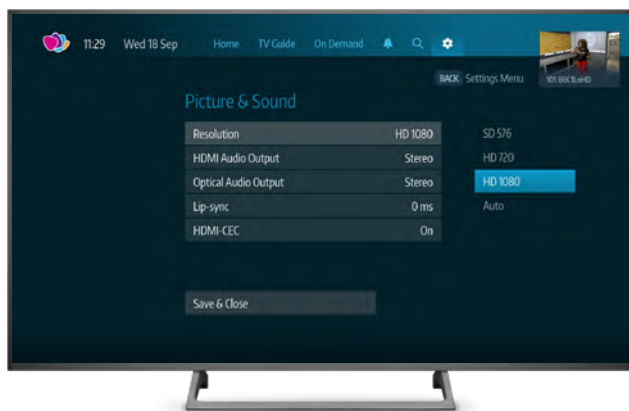 11:29 Wed 18 Sep Home TV Guide On Demand
BACK Settings Menu
101 BBC1LoHD
Picture & Sound
Resolution HD 1080 SD 576
HDMI Audio Output Stereo HD 720
Optical Audio Output Stereo HD 1080
Lip-sync 0 ms Auto
HDMI-CEC On
Save & Close